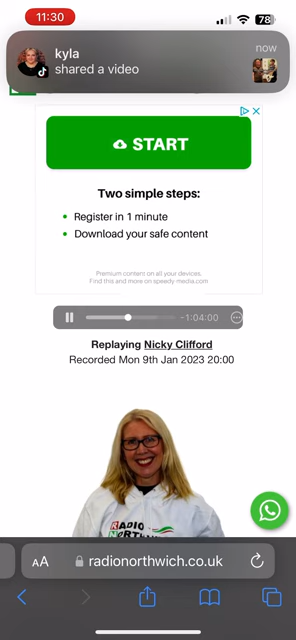 11:30
78
kyla
now
shared a video
START
Two simple steps:
Register in 1 minute
Download your safe content
Premium content on all your devices.
Find this and more on speedy-media.com
-1:04:00
Replaying Nicky Clifford
Recorded Mon 9th Jan 2023 20:00
RADIO
NORTHW
AA radionorthwich.co.uk